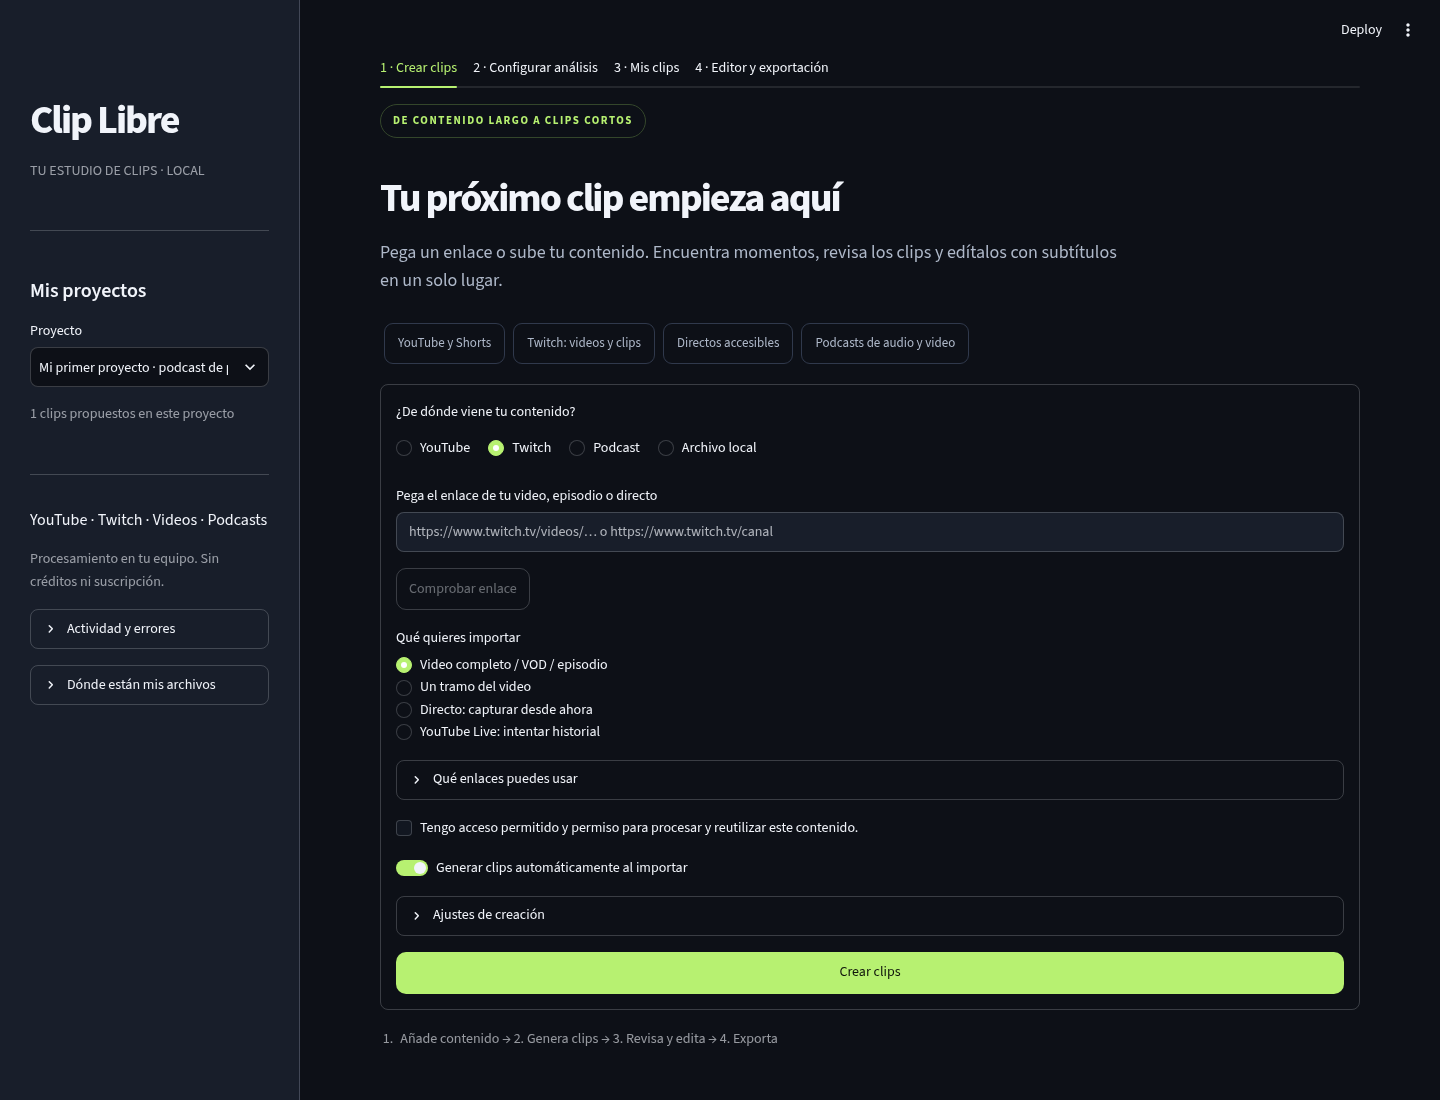 Deploy
1 · Crear clips
2 · Configurar análisis
3 · Mis clips
4 · Editor y exportación
Clip Libre
TU ESTUDIO DE CLIPS · LOCAL
Mis proyectos
Proyecto
Mi primer proyecto · podcast de
1 clips propuestos en este proyecto
YouTube · Twitch · Videos · Podcasts
Procesamiento en tu equipo. Sin
créditos ni suscripción.
Actividad y errores
Dónde están mis archivos
DE CONTENIDO LARGO A CLIPS CORTOS
Tu próximo clip empieza aquí
Pega un enlace o sube tu contenido. Encuentra momentos, revisa los clips y edítalos con subtítulos
en un solo lugar.
YouTube y Shorts
Twitch: videos y clips
Directos accesibles
Podcasts de audio y video
¿De dónde viene tu contenido?
YouTube
Twitch
Podcast
Archivo local
Pega el enlace de tu video, episodio o directo
https://www.twitch.tv/videos/… o https://www.twitch.tv/canal
Comprobar enlace
Qué quieres importar
Video completo / VOD / episodio
Un tramo del video
Directo: capturar desde ahora
YouTube Live: intentar historial
Qué enlaces puedes usar
Tengo acceso permitido y permiso para procesar y reutilizar este contenido.
Generar clips automáticamente al importar
Ajustes de creación
Crear clips
1. Añade contenido → 2. Genera clips → 3. Revisa y edita → 4. Exporta